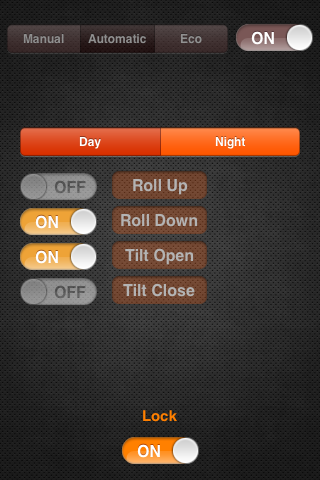 Manual Automatic Eco ON
Day Night
OFF Roll Up
ON Roll Down
ON Tilt Open
OFF Tilt Close
Lock
ON